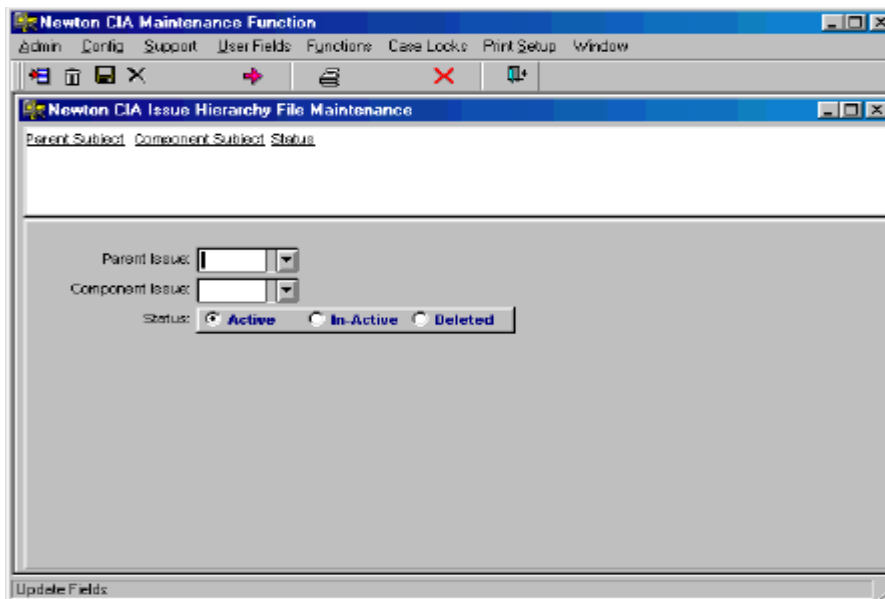 Newton CIA Maintenance Function
Admin Config Support User Fields Functions Case Locks Print Setup Window
Newton CIA Issue Hierarchy File Maintenance
Parent Subject Component Subject Status
Parent Issue:
Component Issue:
Status: Active In-Active Deleted
Update Fields